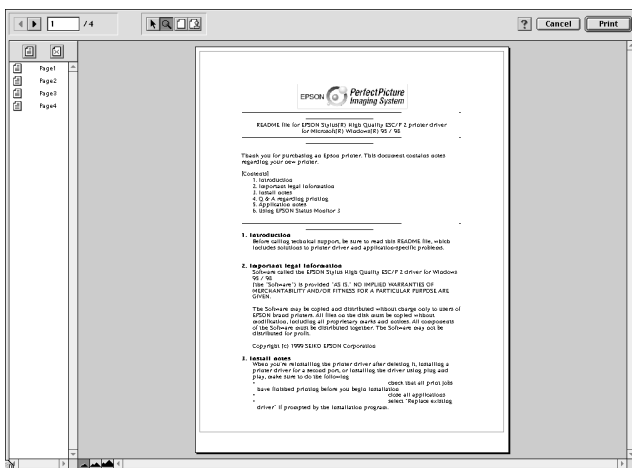 1 / 4
? Cancel Print
Page1
Page2
Page3
Page4
EPSON PerfectPicture
Imaging System
README file for EPSON Stylus(R) High Quality ESC/P 2 printer driver
for Microsoft(R) Windows(R) 95 / 98
Thank you for purchasing an Epson printer. This document contains notes
regarding your new printer.
[Contents]
1. Introduction
2. Important legal information
3. Install notes
4. Q & A regarding printing
5. Application notes
6. Using EPSON Status Monitor 3
1. Introduction
Before calling technical support, be sure to read this README file, which
includes solutions to printer driver and application-specific problems.
2. Important legal information
Software called the EPSON Stylus High Quality ESC/P 2 driver for Windows
95 / 98
(the "Software") is provided "AS IS." NO IMPLIED WARRANTIES OF
MERCHANTABILITY AND/OR FITNESS FOR A PARTICULAR PURPOSE ARE
GIVEN.
The Software may be copied and distributed without charge only to users of
EPSON brand printers. All files on the disk must be copied without
modification, including all proprietary marks and notices. All components
of the Software must be distributed together. The Software may not be
distributed for profit.
Copyright (c) 1999 SEIKO EPSON Corporation
3. Install notes
When you're reinstalling the printer driver after deleting it, installing a
printer driver for a second port, or installing the driver using plug and
play, make sure to do the following
* check that all print jobs
have finished printing before you begin installation
* close all applications
* select "Replace existing
driver" if prompted by the installation program.